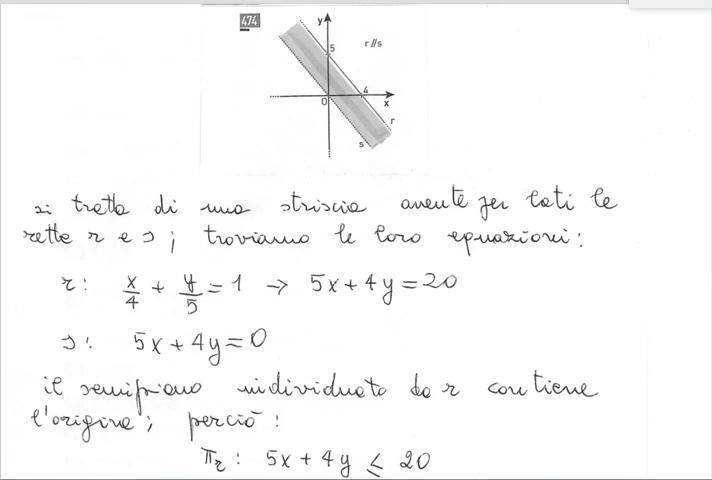 474
y
5
r//s
0
4
x
r
s
si tratta di una striscia avente per lati le
rette r e s; troviamo le loro equazioni:
r: x/4 + y/5 = 1 → 5x + 4y = 20
s: 5x + 4y = 0
il semipiano individuato da r contiene
l'origine; perciò:
πr: 5x + 4y ≤ 20